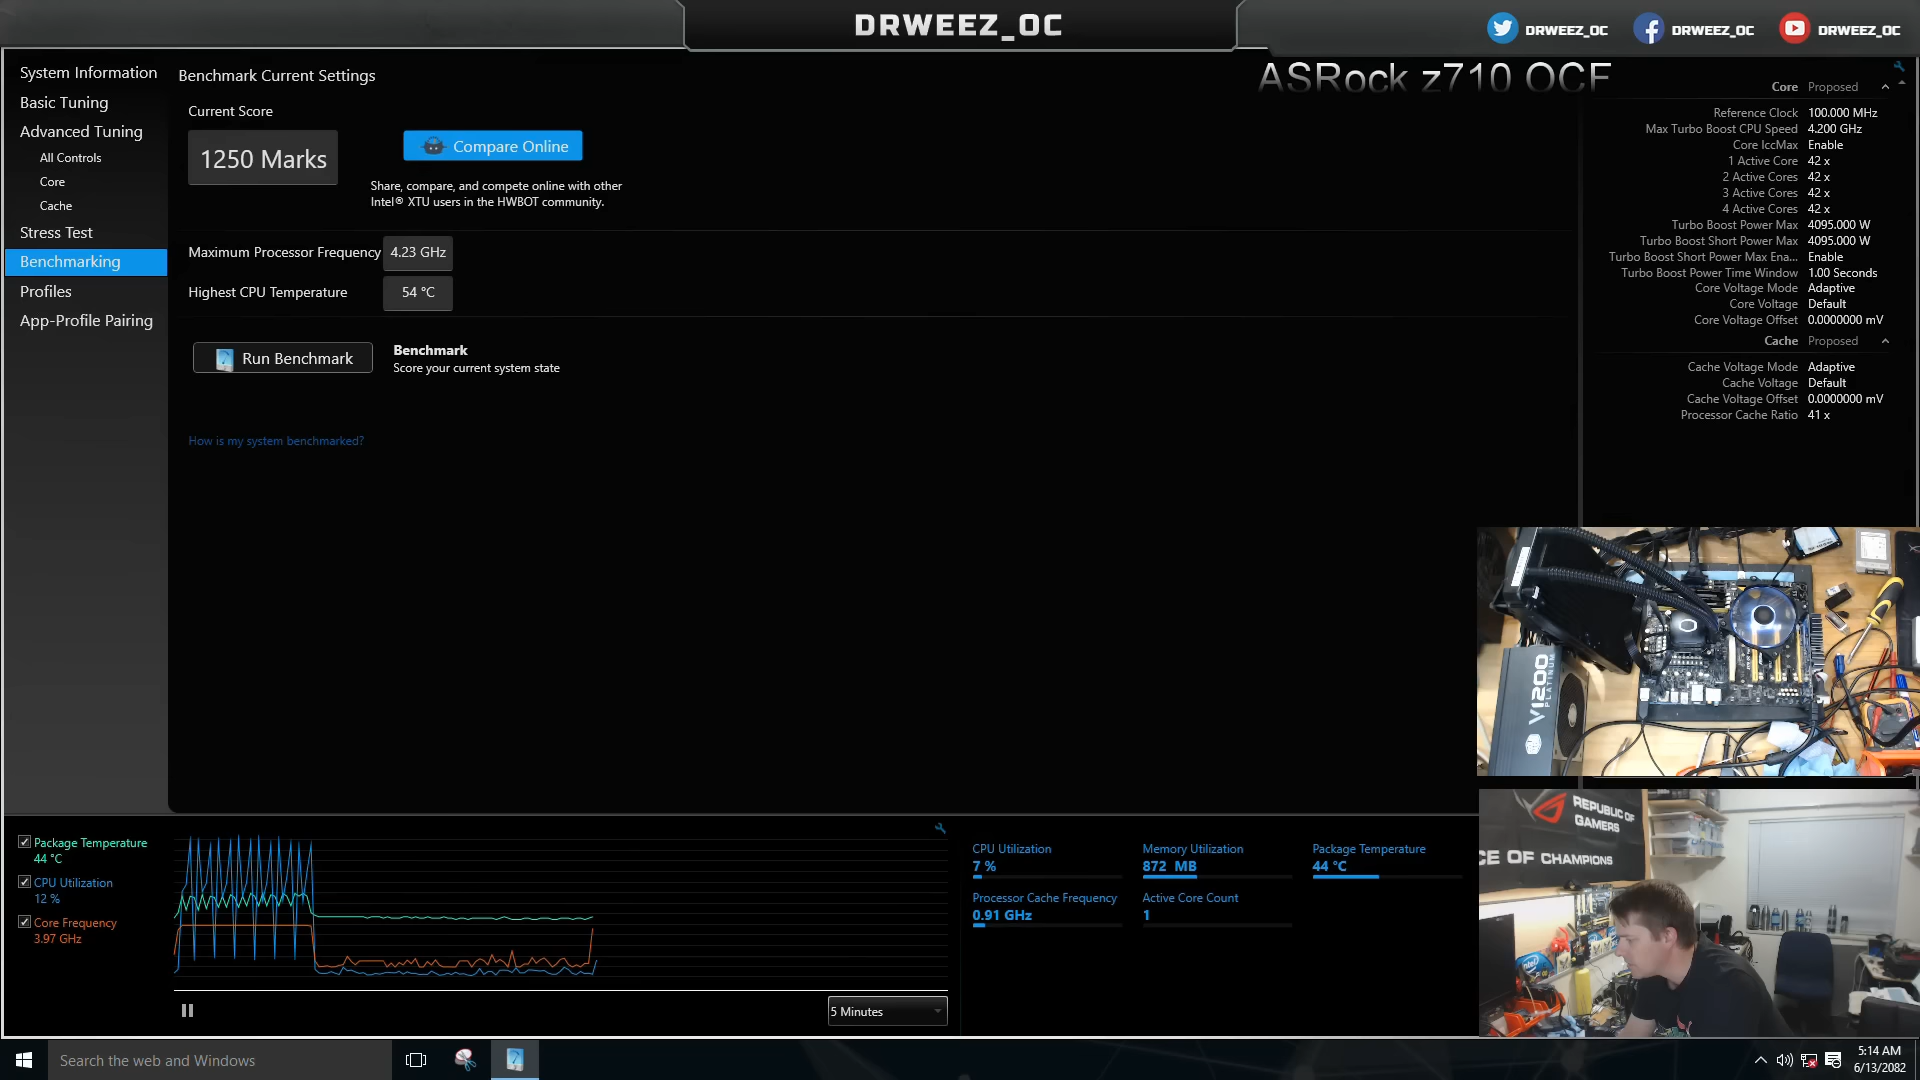 DRWEEZ_OC
DRWEEZ_OC
DRWEEZ_OC
DRWEEZ_OC
System Information
Basic Tuning
Advanced Tuning
All Controls
Core
Cache
Stress Test
Benchmarking
Profiles
App-Profile Pairing
Benchmark Current Settings
Current Score
1250 Marks
Compare Online
Share, compare, and compete online with other
Intel® XTU users in the HWBOT community.
Maximum Processor Frequency 4.23 GHz
Highest CPU Temperature 54 °C
Run Benchmark
Benchmark
Score your current system state
How is my system benchmarked?
ASRock z710 OCF
Core Proposed
Reference Clock 100.000 MHz
Max Turbo Boost CPU Speed 4.200 GHz
Core IccMax Enable
1 Active Core 42 x
2 Active Cores 42 x
3 Active Cores 42 x
4 Active Cores 42 x
Turbo Boost Power Max 4095.000 W
Turbo Boost Short Power Max 4095.000 W
Turbo Boost Short Power Max Ena... Enable
Turbo Boost Power Time Window 1.00 Seconds
Core Voltage Mode Adaptive
Core Voltage Default
Core Voltage Offset 0.0000000 mV
Cache Proposed
Cache Voltage Mode Adaptive
Cache Voltage Default
Cache Voltage Offset 0.0000000 mV
Processor Cache Ratio 41 x
V1200
PLATINUM
REPUBLIC OF
GAMERS
CE OF CHAMPIONS
intel
Package Temperature
44 °C
CPU Utilization
12 %
Core Frequency
3.97 GHz
5 Minutes
CPU Utilization
7 %
Memory Utilization
872 MB
Package Temperature
44 °C
Processor Cache Frequency
0.91 GHz
Active Core Count
1
Search the web and Windows
5:14 AM
6/13/2082